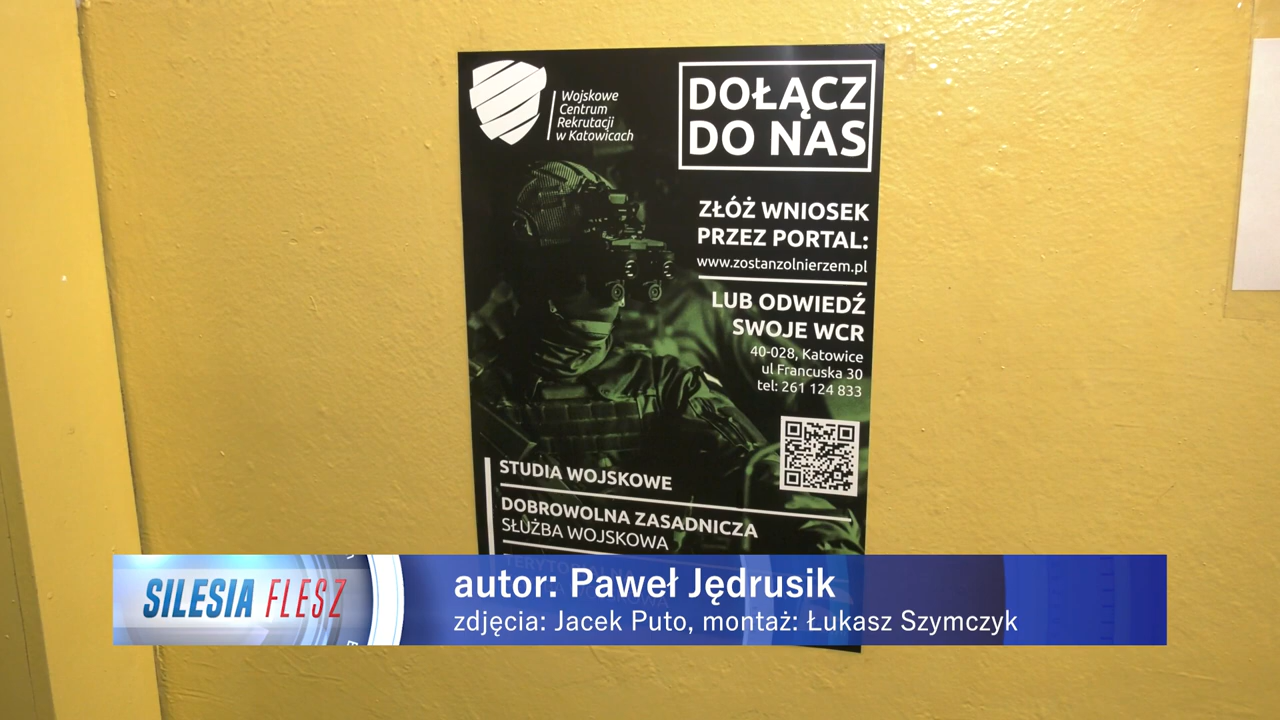 Wojskowe
Centrum
Rekrutacji
w Katowicach
DOŁĄCZ
DO NAS
ZŁÓŻ WNIOSEK
PRZEZ PORTAL:
www.zostanzolnierzem.pl
LUB ODWIEDŹ
SWOJE WCR
40-028, Katowice
ul Francuska 30
tel: 261 124 833
STUDIA WOJSKOWE
DOBROWOLNA ZASADNICZA
SŁUŻBA WOJSKOWA
TERYTORIALNA
SILESIA FLESZ
autor: Paweł Jędrusik
zdjęcia: Jacek Puto, montaż: Łukasz Szymczyk